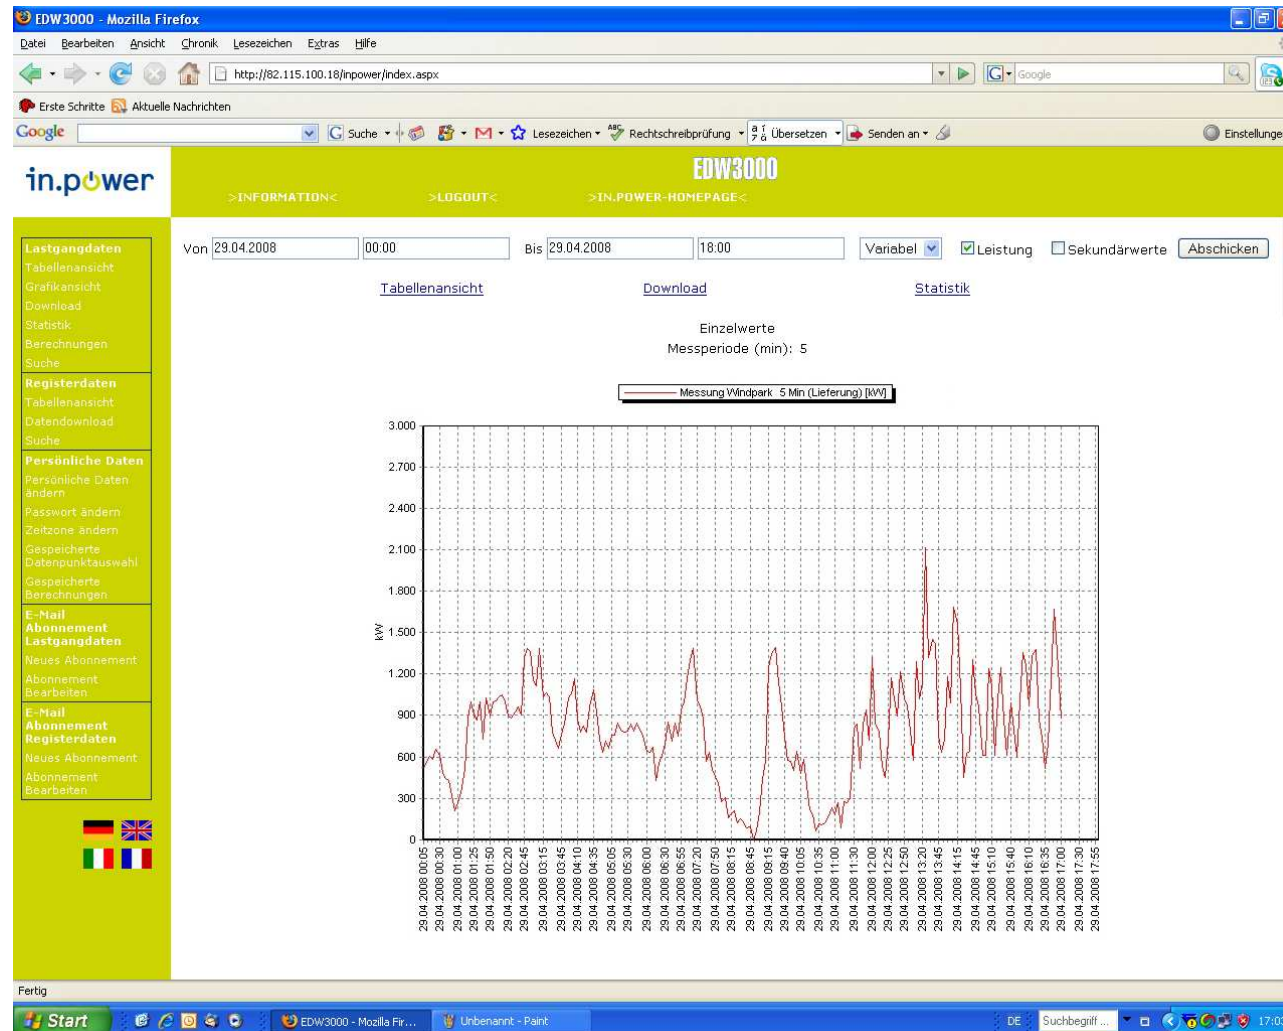 EDW3000 - Mozilla Firefox
Datei Bearbeiten Ansicht Chronik Lesezeichen Extras Hilfe
http://82.115.100.18/inpower/index.aspx
Google
Erste Schritte Aktuelle Nachrichten
Google Suche Lesezeichen Rechtschreibprüfung Übersetzen Senden an Einstellunge
in.power
EDW3000
>INFORMATION< >LOGOUT< >IN.POWER-HOMEPAGE<
Lastgangdaten
Tabellenansicht
Grafikansicht
Download
Statistik
Berechnungen
Suche
Registerdaten
Tabellenansicht
Datendownload
Suche
Persönliche Daten
Persönliche Daten
ändern
Passwort ändern
Zeitzone ändern
Gespeicherte
Datenpunktauswahl
Gespeicherte
Berechnungen
E-Mail
Abonnement
Lastgangdaten
Neues Abonnement
Abonnement
Bearbeiten
E-Mail
Abonnement
Registerdaten
Neues Abonnement
Abonnement
Bearbeiten
Von 29.04.2008 00:00 Bis 29.04.2008 18:00 Variabel Leistung Sekundärwerte Abschicken
Tabellenansicht Download Statistik
Einzelwerte
Messperiode (min): 5
Messung Windpark 5 Min (Lieferung) [kW]
3.000
2.700
2.400
2.100
1.800
1.500
1.200
900
600
300
0
kW
29.04.2008 00:05
29.04.2008 00:30
29.04.2008 01:00
29.04.2008 01:25
29.04.2008 01:50
29.04.2008 02:20
29.04.2008 02:45
29.04.2008 03:15
29.04.2008 03:45
29.04.2008 04:10
29.04.2008 04:35
29.04.2008 05:05
29.04.2008 05:30
29.04.2008 06:00
29.04.2008 06:30
29.04.2008 06:55
29.04.2008 07:20
29.04.2008 07:50
29.04.2008 08:15
29.04.2008 08:45
29.04.2008 09:15
29.04.2008 09:40
29.04.2008 10:05
29.04.2008 10:35
29.04.2008 11:00
29.04.2008 11:30
29.04.2008 12:00
29.04.2008 12:25
29.04.2008 12:50
29.04.2008 13:20
29.04.2008 13:45
29.04.2008 14:15
29.04.2008 14:45
29.04.2008 15:10
29.04.2008 15:40
29.04.2008 16:10
29.04.2008 16:35
29.04.2008 17:00
29.04.2008 17:30
29.04.2008 17:55
Fertig
Start EDW3000 - Mozilla Fir... Unbenannt - Paint DE Suchbegriff ...